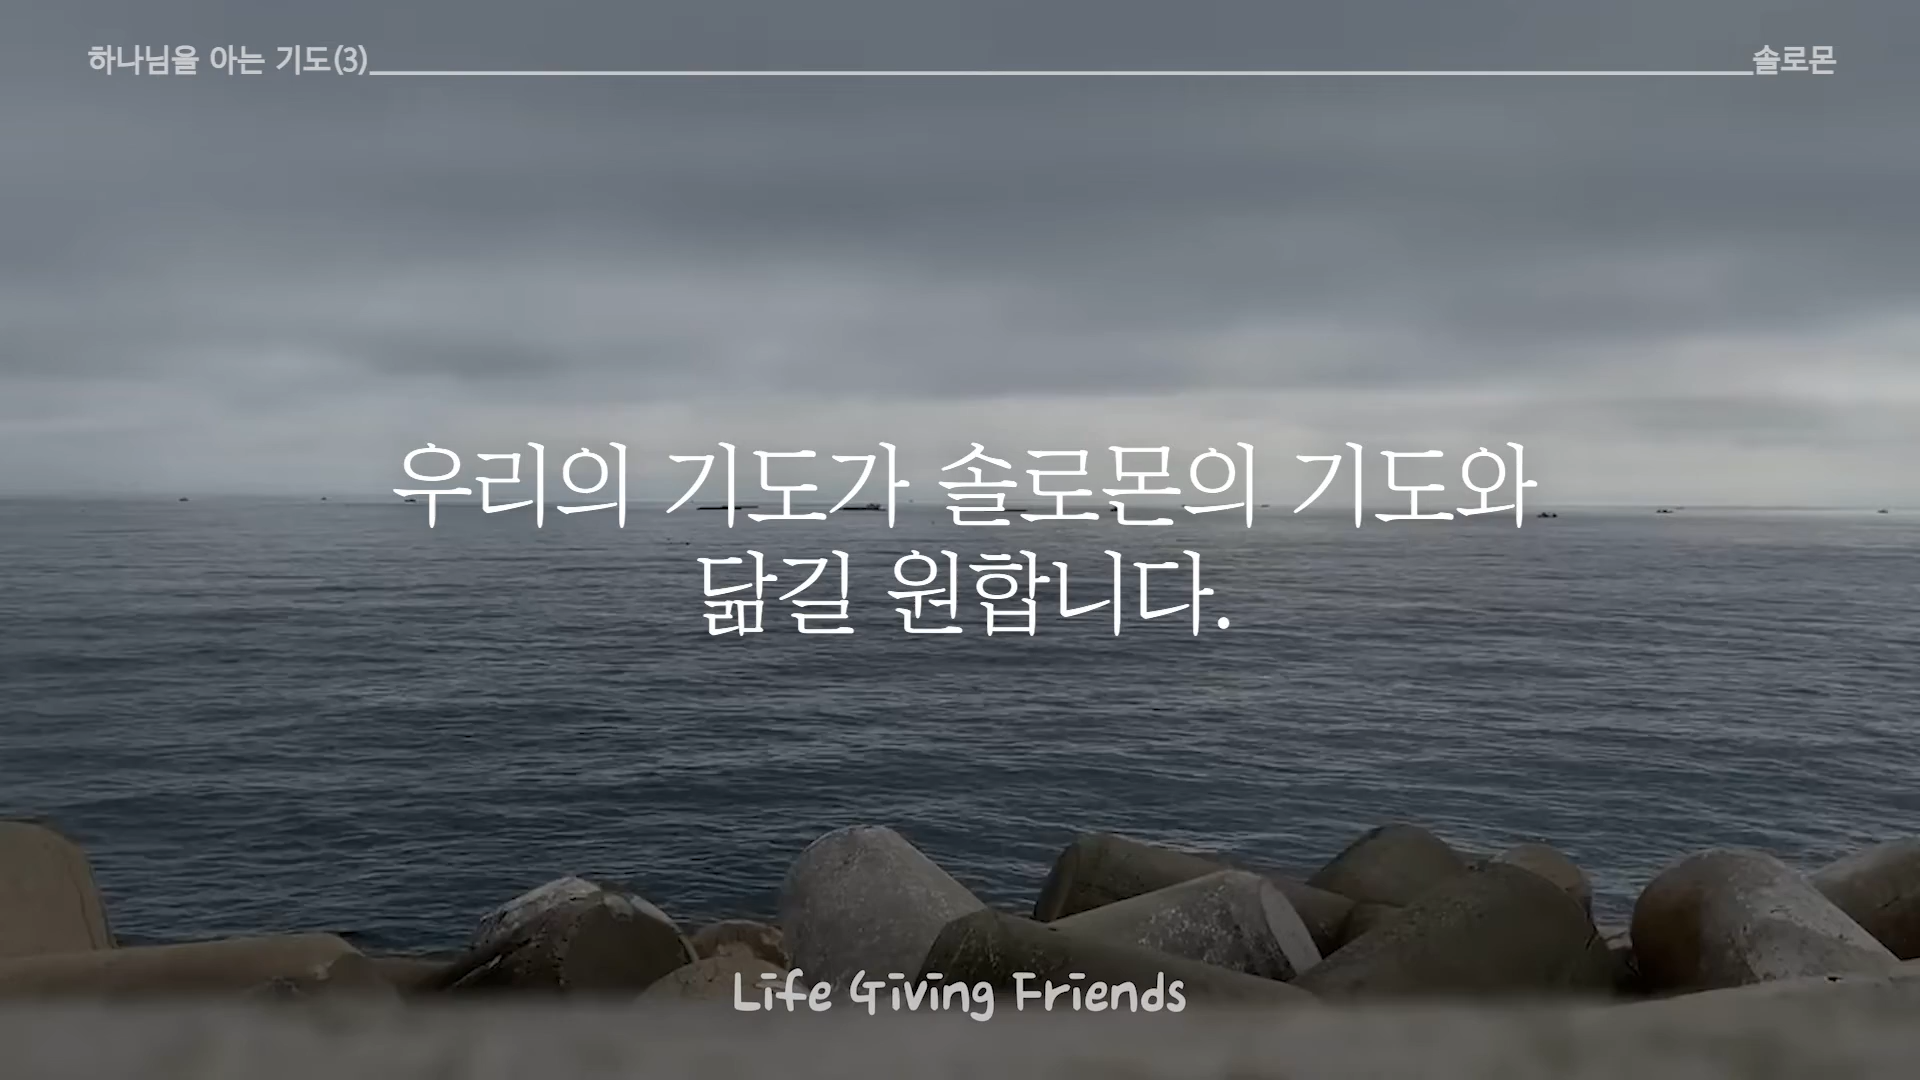 하나님을 아는 기도(3)
솔로몬
우리의 기도가 솔로몬의 기도와
닮길 원합니다.
Life Giving Friends